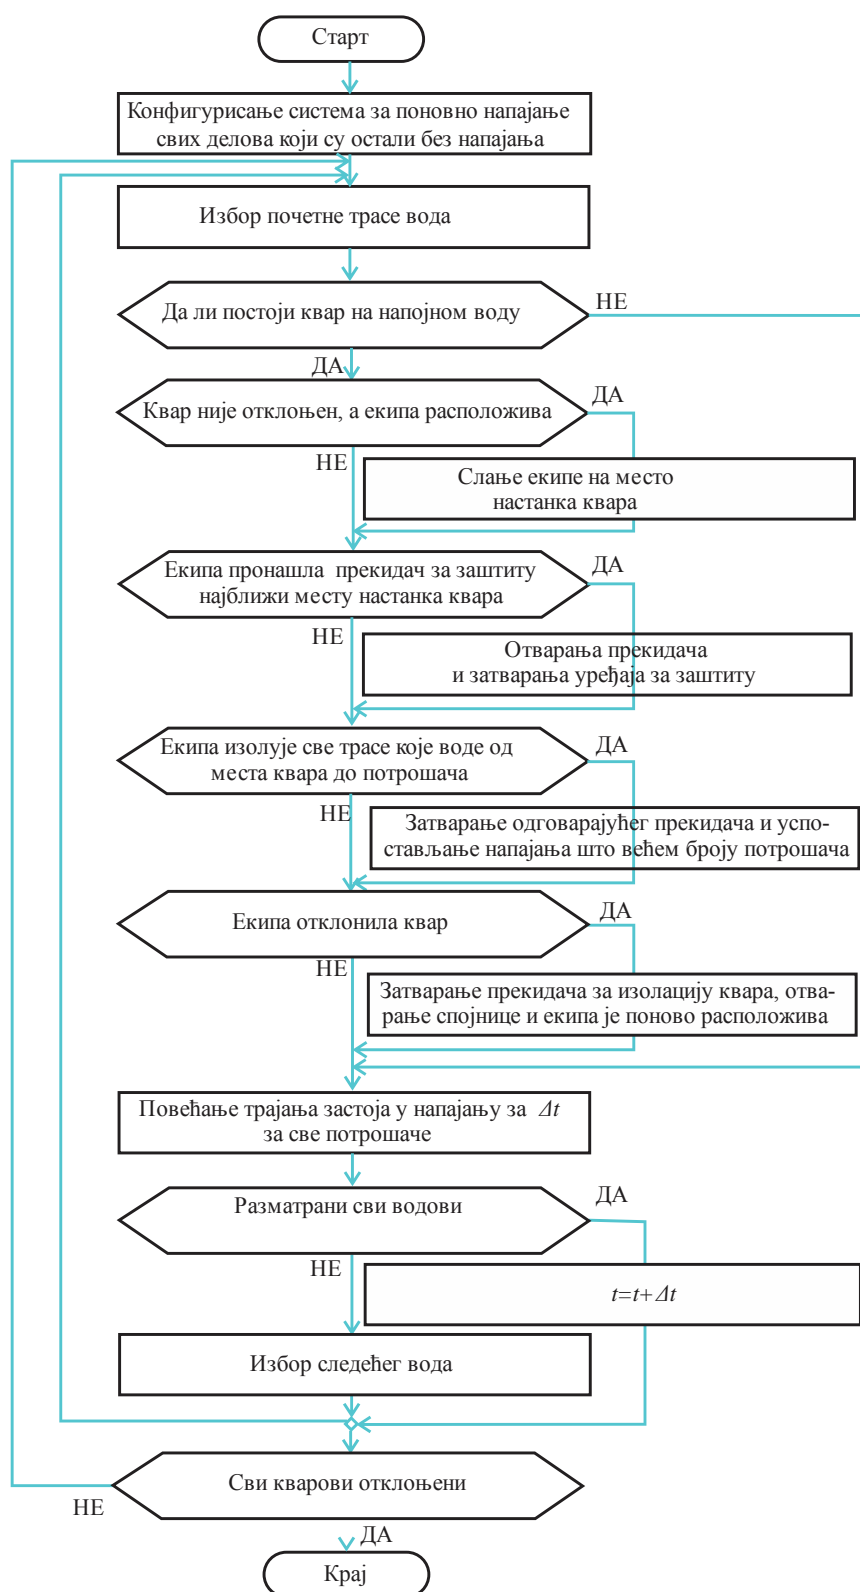 Старт
Конфигурисање система за поновно напајање
свих делова који су остали без напајања
Избор почетне трасе вода
Да ли постоји квар на напојном воду
НЕ
ДА
Квар није отклоњен, а екипа расположива
ДА
НЕ
Слање екипе на место
настанка квара
Екипа пронашла прекидач за заштиту
најближи месту настанка квара
ДА
НЕ
Отварања прекидача
и затварања уређаја за заштиту
Екипа изолује све трасе које воде од
места квара до потрошача
ДА
НЕ
Затварање одговарајућег прекидача и успо-
стављање напајања што већем броју потрошача
Екипа отклонила квар
ДА
НЕ
Затварање прекидача за изолацију квара, отва-
рање спојнице и екипа је поново расположива
Повећање трајања застоја у напајању за Δt
за све потрошаче
Разматрани сви водови
ДА
НЕ
t=t+Δt
Избор следећег вода
Сви кварови отклоњени
НЕ
ДА
Крај